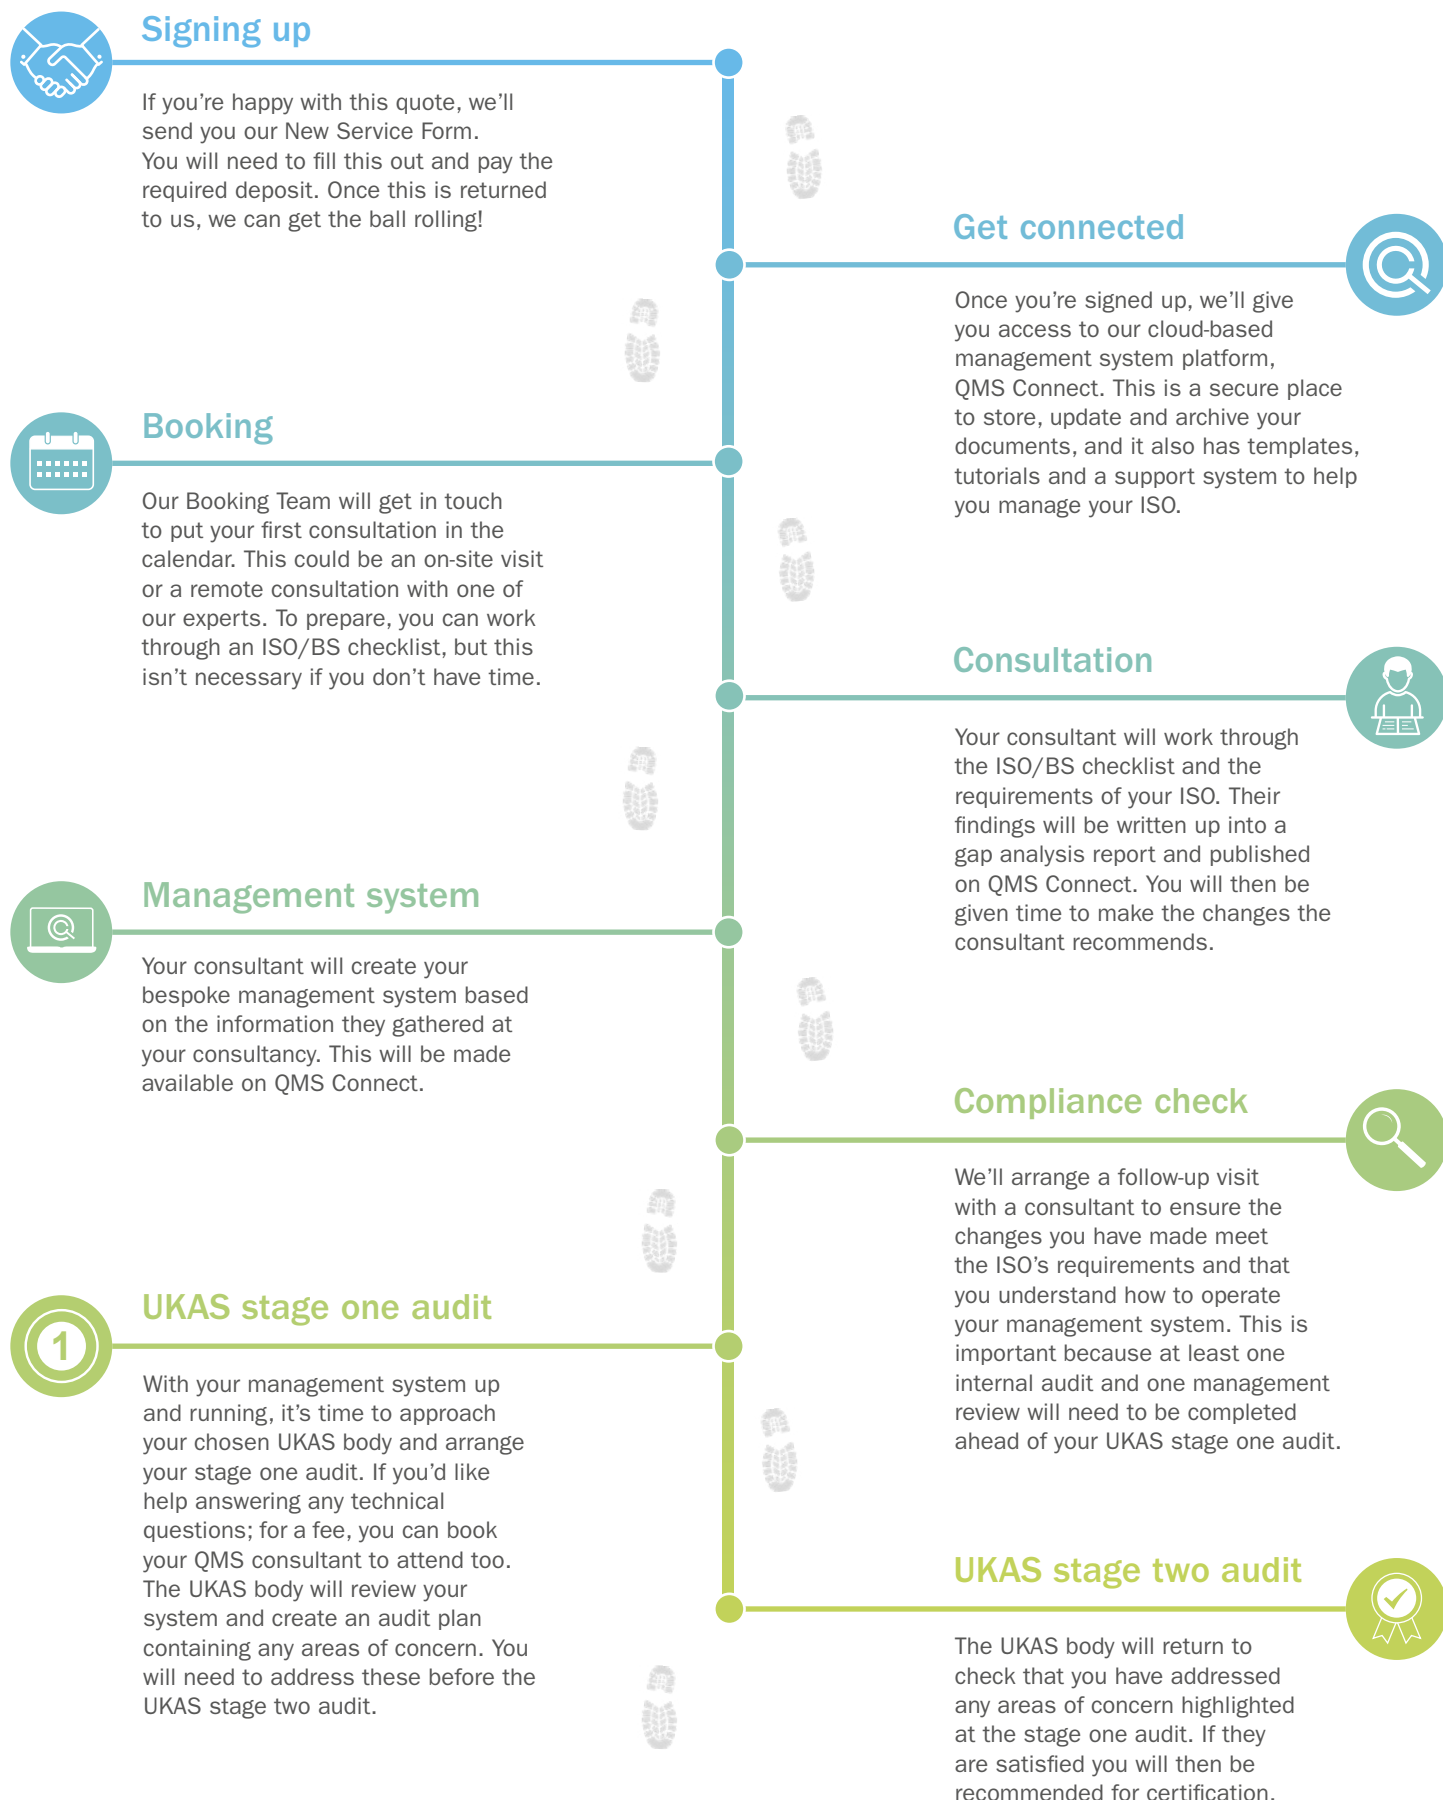 Signing up
If you're happy with this quote, we'll
send you our New Service Form.
You will need to fill this out and pay the
required deposit. Once this is returned
to us, we can get the ball rolling!
Get connected
Once you're signed up, we'll give
you access to our cloud-based
management system platform,
QMS Connect. This is a secure place
to store, update and archive your
documents, and it also has templates,
tutorials and a support system to help
you manage your ISO.
Booking
Our Booking Team will get in touch
to put your first consultation in the
calendar. This could be an on-site visit
or a remote consultation with one of
our experts. To prepare, you can work
through an ISO/BS checklist, but this
isn't necessary if you don't have time.
Consultation
Your consultant will work through
the ISO/BS checklist and the
requirements of your ISO. Their
findings will be written up into a
gap analysis report and published
on QMS Connect. You will then be
given time to make the changes the
consultant recommends.
Management system
Your consultant will create your
bespoke management system based
on the information they gathered at
your consultancy. This will be made
available on QMS Connect.
Compliance check
We'll arrange a follow-up visit
with a consultant to ensure the
changes you have made meet
the ISO's requirements and that
you understand how to operate
your management system. This is
important because at least one
internal audit and one management
review will need to be completed
ahead of your UKAS stage one audit.
UKAS stage one audit
1
With your management system up
and running, it's time to approach
your chosen UKAS body and arrange
your stage one audit. If you'd like
help answering any technical
questions; for a fee, you can book
your QMS consultant to attend too.
The UKAS body will review your
system and create an audit plan
containing any areas of concern. You
will need to address these before the
UKAS stage two audit.
UKAS stage two audit
The UKAS body will return to
check that you have addressed
any areas of concern highlighted
at the stage one audit. If they
are satisfied you will then be
recommended for certification.